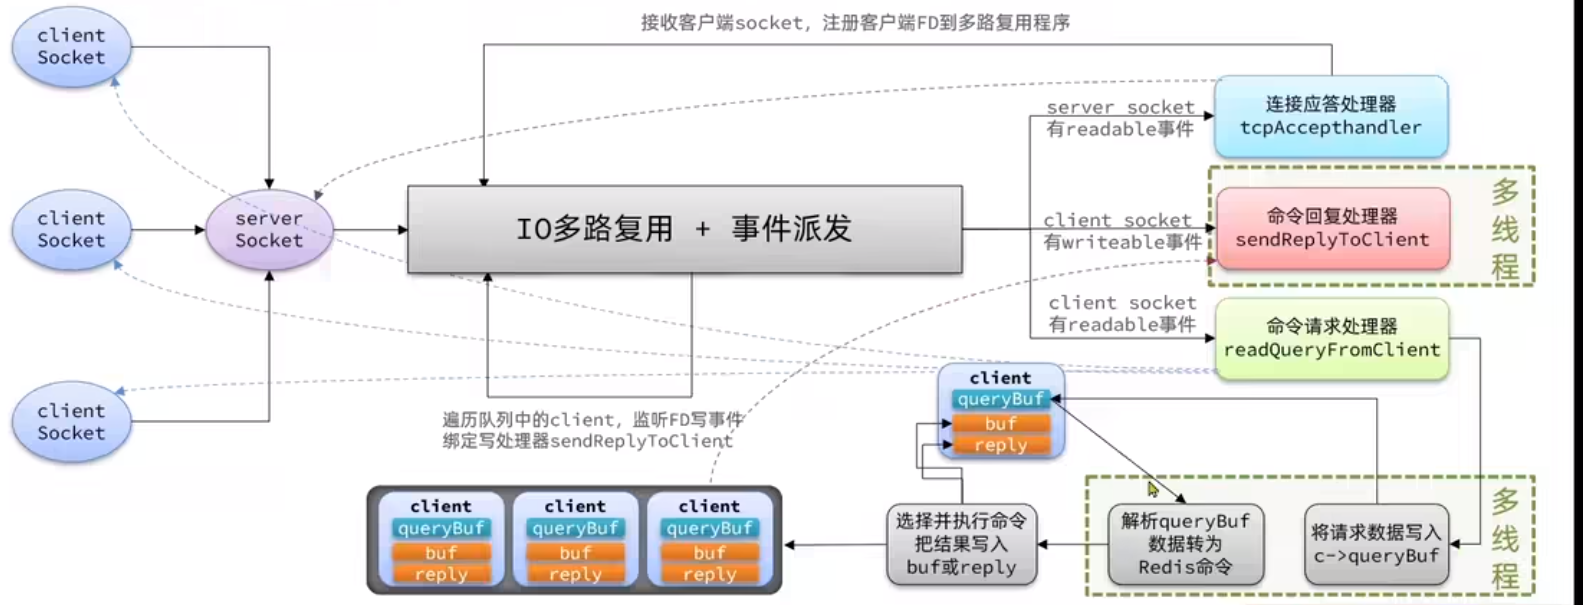 接收客户端socket，注册客户端FD到多路复用程序
client
Socket
client
Socket
client
Socket
server
Socket
IO多路复用 + 事件派发
server socket
有readable事件
连接应答处理器
tcpAccepthandler
client socket
有writeable事件
命令回复处理器
sendReplyToClient
多
线
程
client socket
有readable事件
命令请求处理器
readQueryFromClient
遍历队列中的client，监听FD写事件
绑定写处理器sendReplyToClient
client
queryBuf
buf
reply
client
queryBuf
buf
reply
client
queryBuf
buf
reply
client
queryBuf
buf
reply
选择并执行命令
把结果写入
buf或reply
解析queryBuf
数据转为
Redis命令
将请求数据写入
c->queryBuf
多
线
程